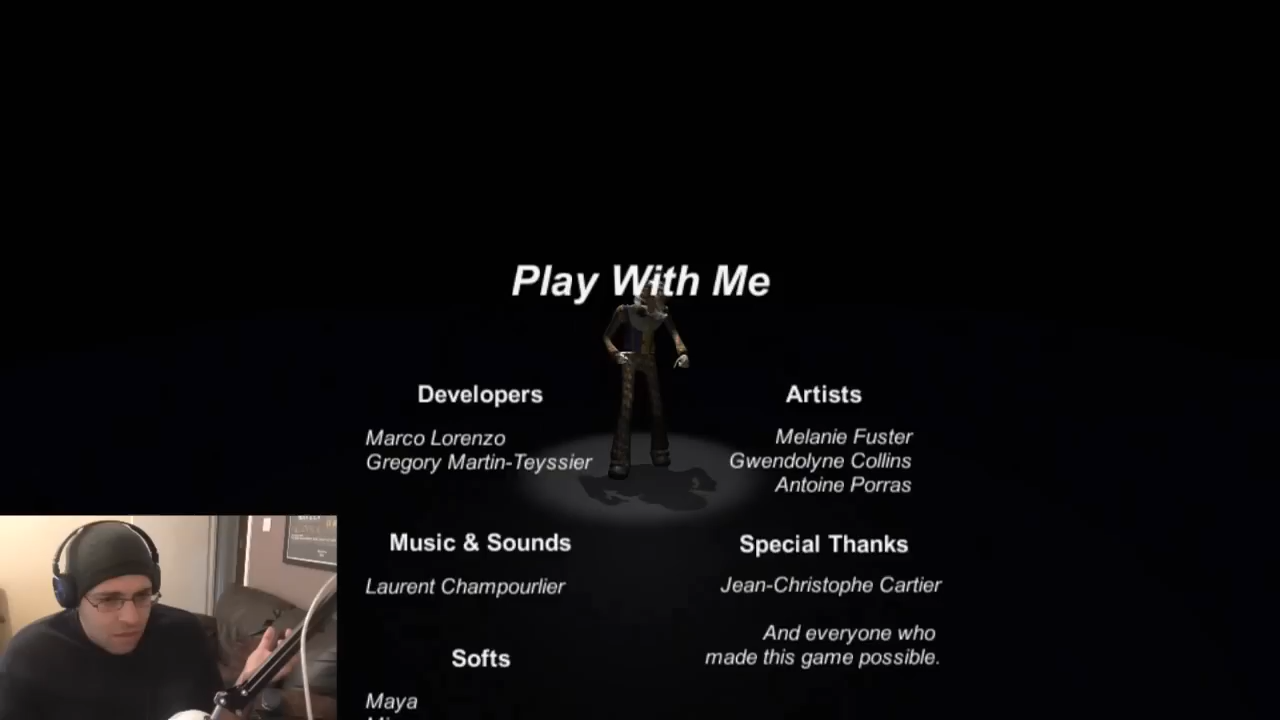 Play With Me
Developers
Marco Lorenzo
Gregory Martin-Teyssier
Artists
Melanie Fuster
Gwendolyne Collins
Antoine Porras
Music & Sounds
Laurent Champourlier
Special Thanks
Jean-Christophe Cartier
And everyone who
made this game possible.
Softs
Maya